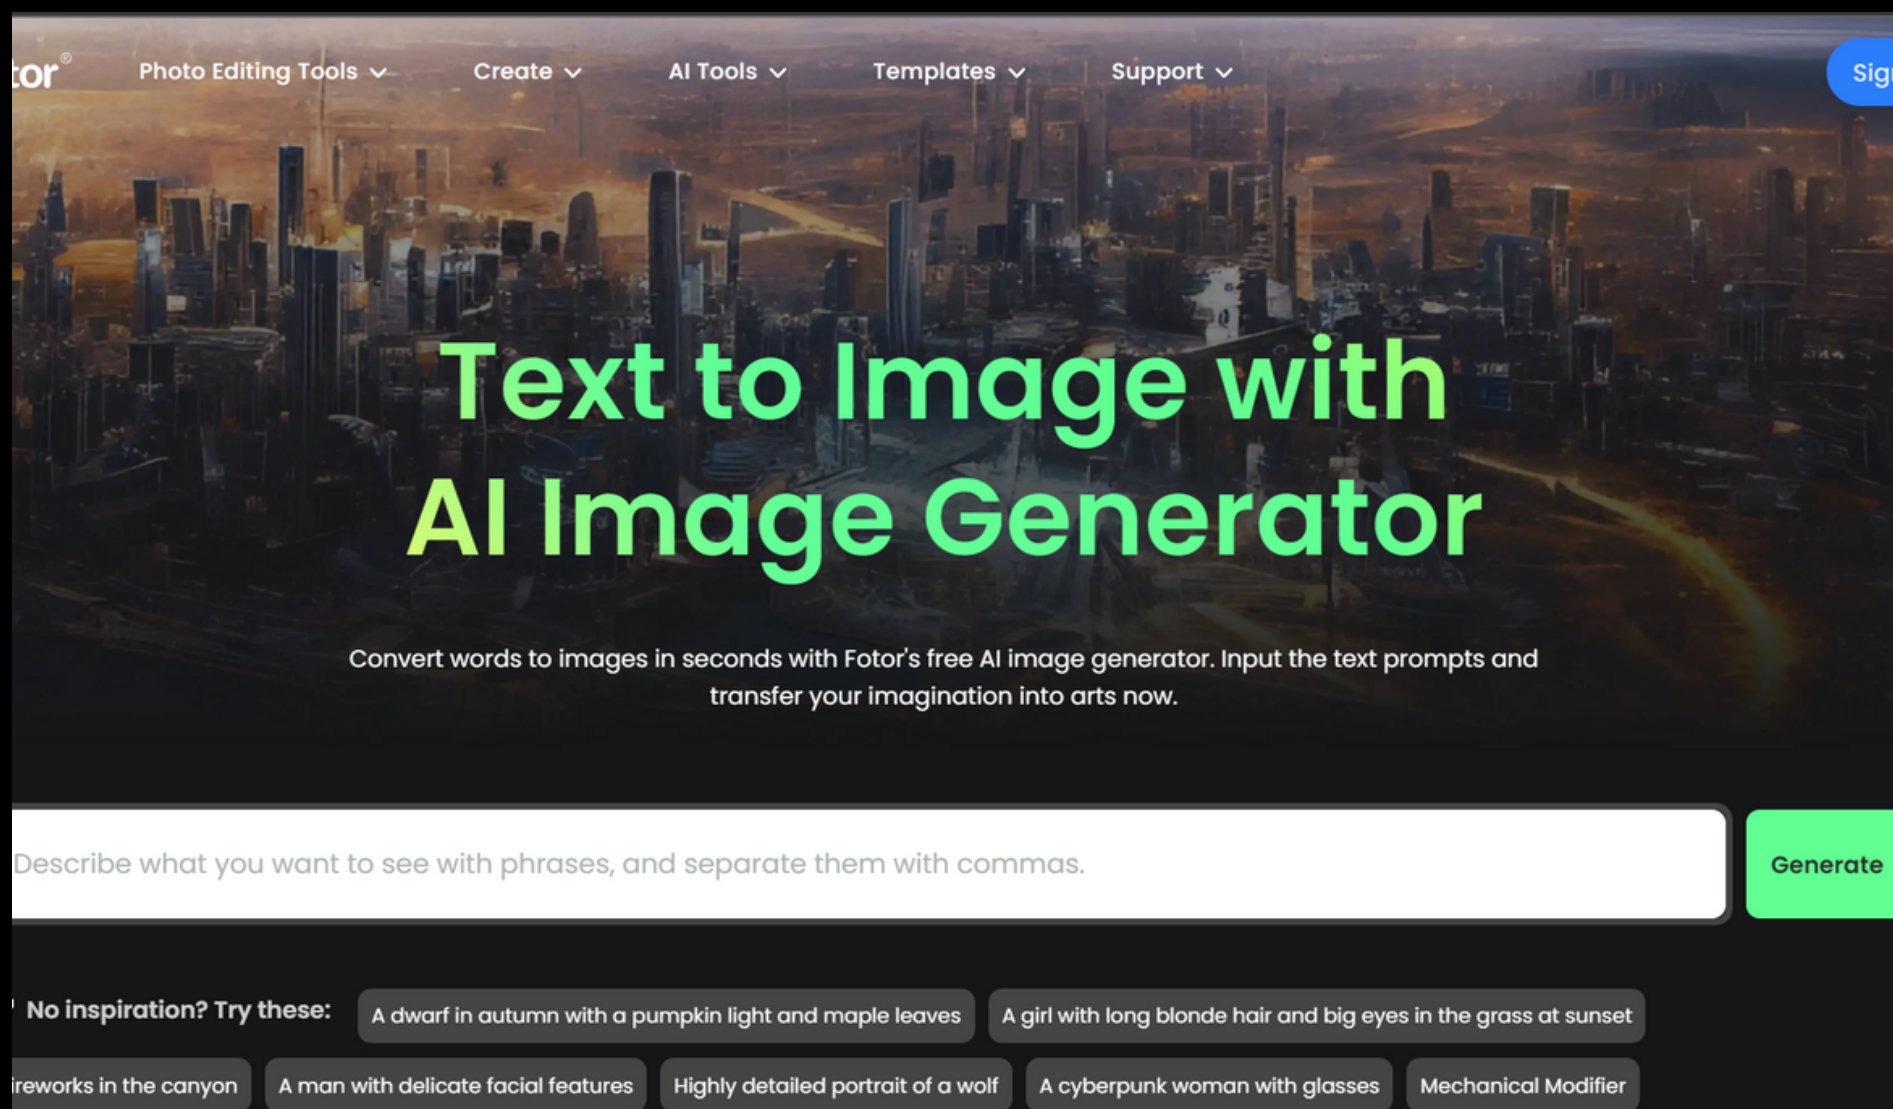 tor®
Photo Editing Tools Create AI Tools Templates Support Sign
Text to Image with
AI Image Generator
Convert words to images in seconds with Fotor's free AI image generator. Input the text prompts and
transfer your imagination into arts now.
Describe what you want to see with phrases, and separate them with commas.
Generate
No inspiration? Try these: A dwarf in autumn with a pumpkin light and maple leaves A girl with long blonde hair and big eyes in the grass at sunset
ireworks in the canyon A man with delicate facial features Highly detailed portrait of a wolf A cyberpunk woman with glasses Mechanical Modifier